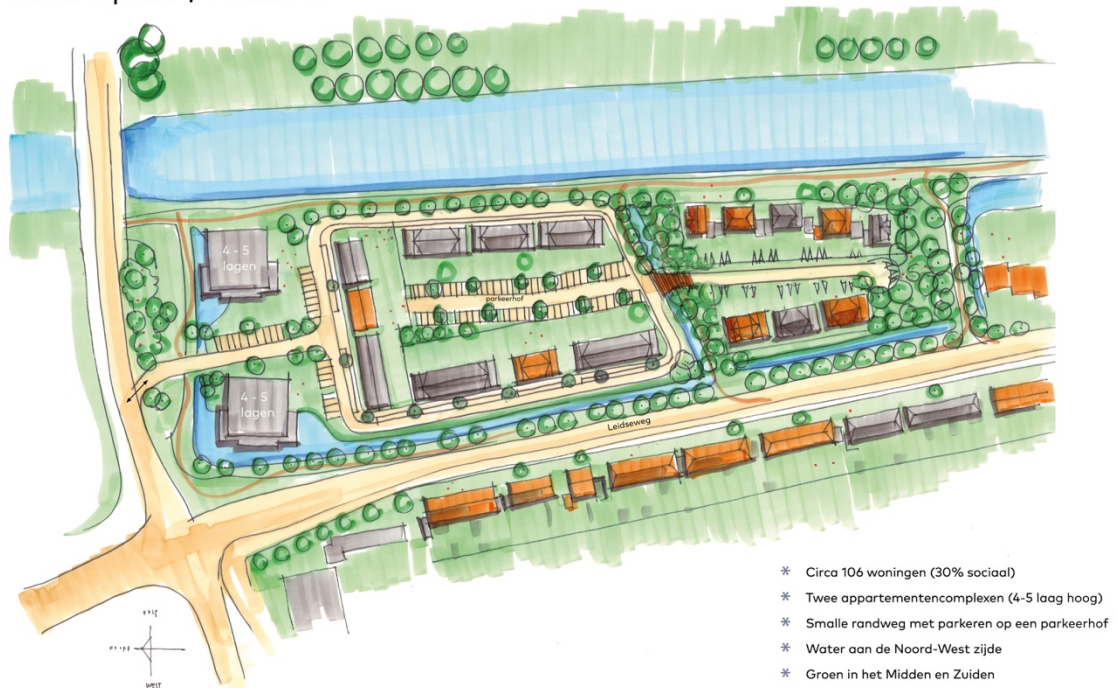 4 - 5
lagen
parkeerhof
4 - 5
lagen
Leidseweg
* Circa 106 woningen (30% sociaal)
* Twee appartementencomplexen (4-5 laag hoog)
* Smalle randweg met parkeren op een parkeerhof
* Water aan de Noord-West zijde
* Groen in het Midden en Zuiden
west